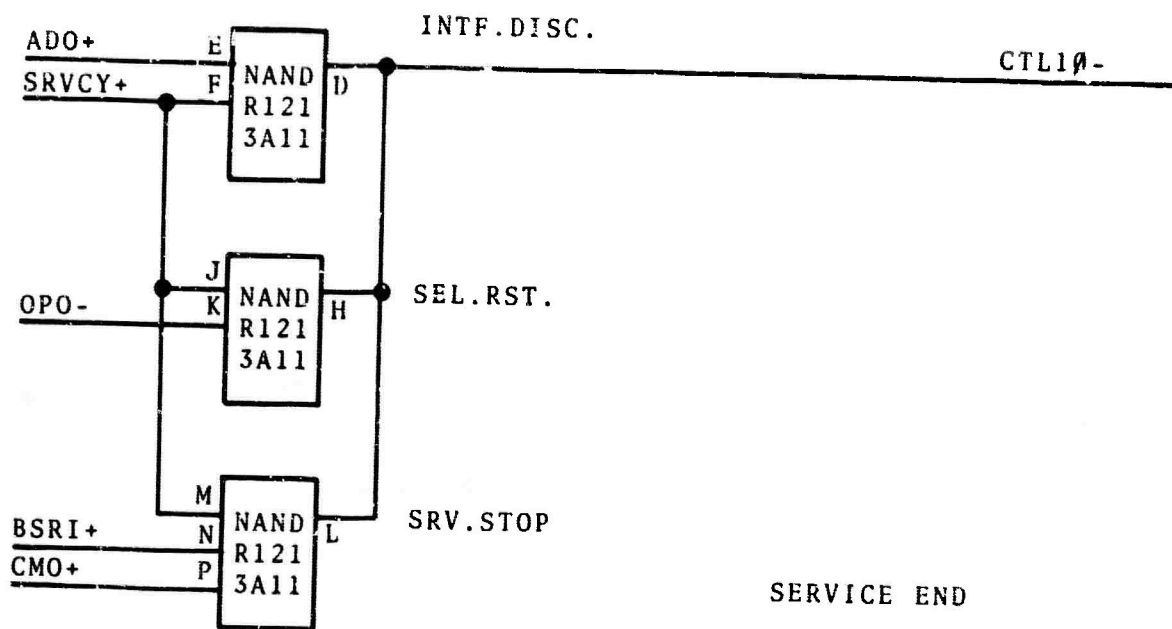 INTF.DISC.
ADO+
E
CTL1Ø-
SRVCY+
F
NAND
R121
3A11
D
J
K
NAND
R121
3A11
H
SEL.RST.
OPO-
M
N
P
NAND
R121
3A11
L
SRV.STOP
BSRI+
CMO+
SERVICE END